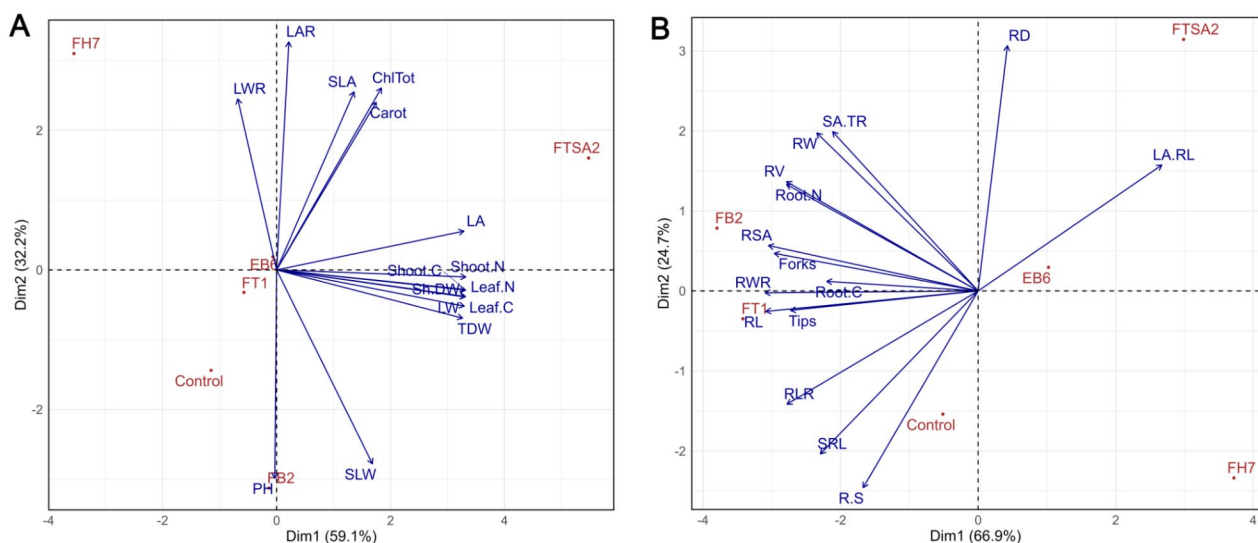 A
FH7
LAR
LWR
SLA
ChlTot
Carot
FTSA2
LA
EB6
FT1
Shoot.C
Shoot.N
Sh.DW
Leaf.N
LW
Leaf.C
TDW
Control
SLW
PH
FB2
2
0
-2
-4
-2
0
2
4
Dim1 (59.1%)
Dim2 (32.2%)
B
FTSA2
RD
SA.TR
RW
LA.RL
RV
Root.N
FB2
RSA
Forks
EB6
RWR
Root.C
FT1
RL
Tips
RLR
Control
SRL
R.S
FH7
3
2
1
0
-1
-2
-4
-2
0
2
4
Dim1 (66.9%)
Dim2 (24.7%)